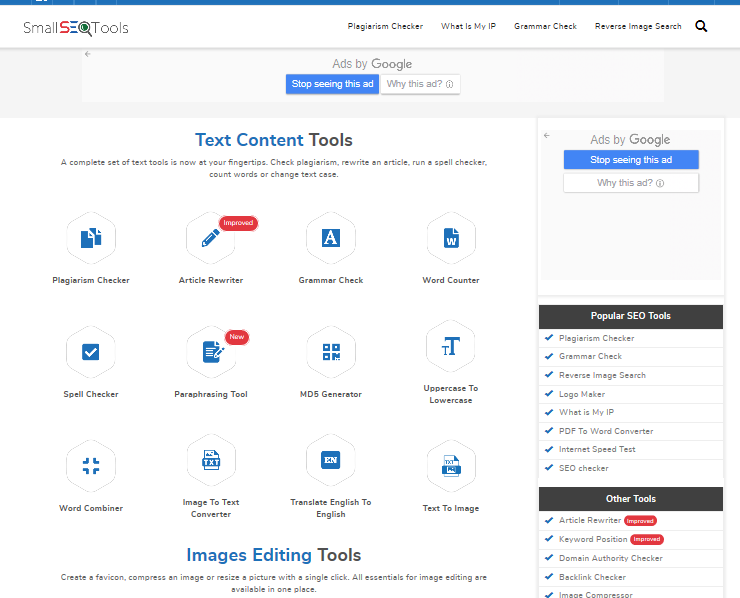 SmallSEOTools
Plagiarism Checker What Is My IP Grammar Check Reverse Image Search
Ads by Google
Stop seeing this ad Why this ad?
Text Content Tools
A complete set of text tools is now at your fingertips. Check plagiarism, rewrite an article, run a spell checker,
count words or change text case.
Improved
A
W
Plagiarism Checker Article Rewriter Grammar Check Word Counter
New
TT
Spell Checker Paraphrasing Tool MD5 Generator Uppercase To
Lowercase
TXT
EN
TXT
Word Combiner Image To Text
Converter Translate English To
English Text To Image
Images Editing Tools
Create a favicon, compress an image or resize a picture with a single click. All essentials for image editing are
available in one place.
Ads by Google
Stop seeing this ad
Why this ad?
Popular SEO Tools
Plagiarism Checker
Grammar Check
Reverse Image Search
Logo Maker
What is My IP
PDF To Word Converter
Internet Speed Test
SEO checker
Other Tools
Article Rewriter Improved
Keyword Position Improved
Domain Authority Checker
Backlink Checker
Image Compressor